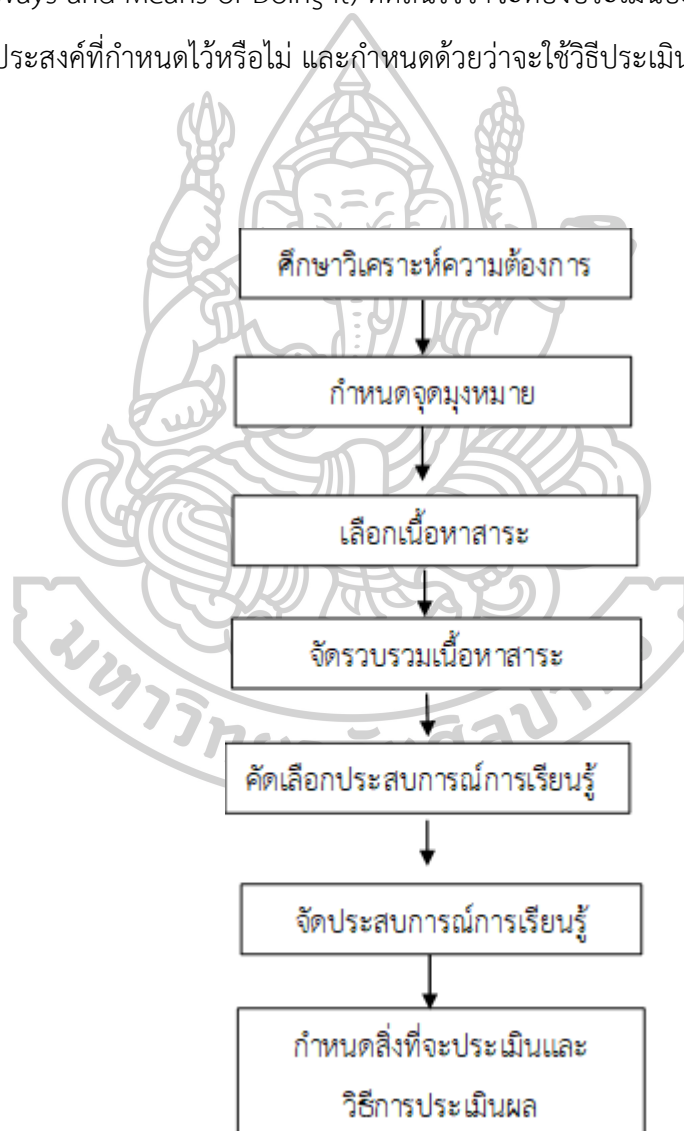 ประสงค์ที่กำหนดไว้หรือไม่ และกำหนดด้วยว่าจะใช้วิธีประเมิน
ศึกษาวิเคราะห์ความต้องการ
กำหนดจุดมุงหมาย
เลือกเนื้อหาสาระ
จัดรวบรวมเนื้อหาสาระ
คัดเลือกประสบการณ์การเรียนรู้
จัดประสบการณ์การเรียนรู้
กำหนดสิ่งที่จะประเมินและ
วิธีการประเมินผล